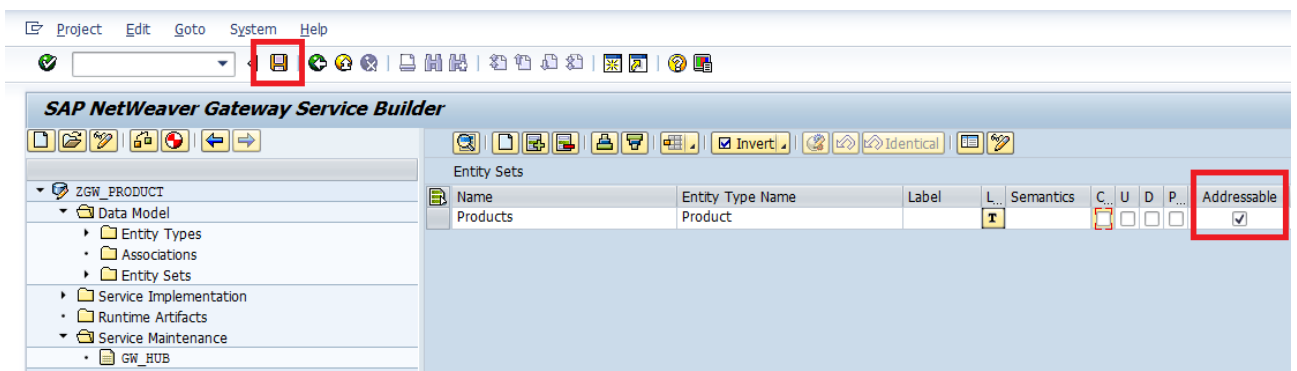 Project Edit Goto System Help
SAP NetWeaver Gateway Service Builder
Invert Identical
Entity Sets
ZGW_PRODUCT
Data Model
Entity Types
Associations
Entity Sets
Service Implementation
Runtime Artifacts
Service Maintenance
GW_HUB
Name Entity Type Name Label L... Semantics C... U D P... Addressable
Products Product T